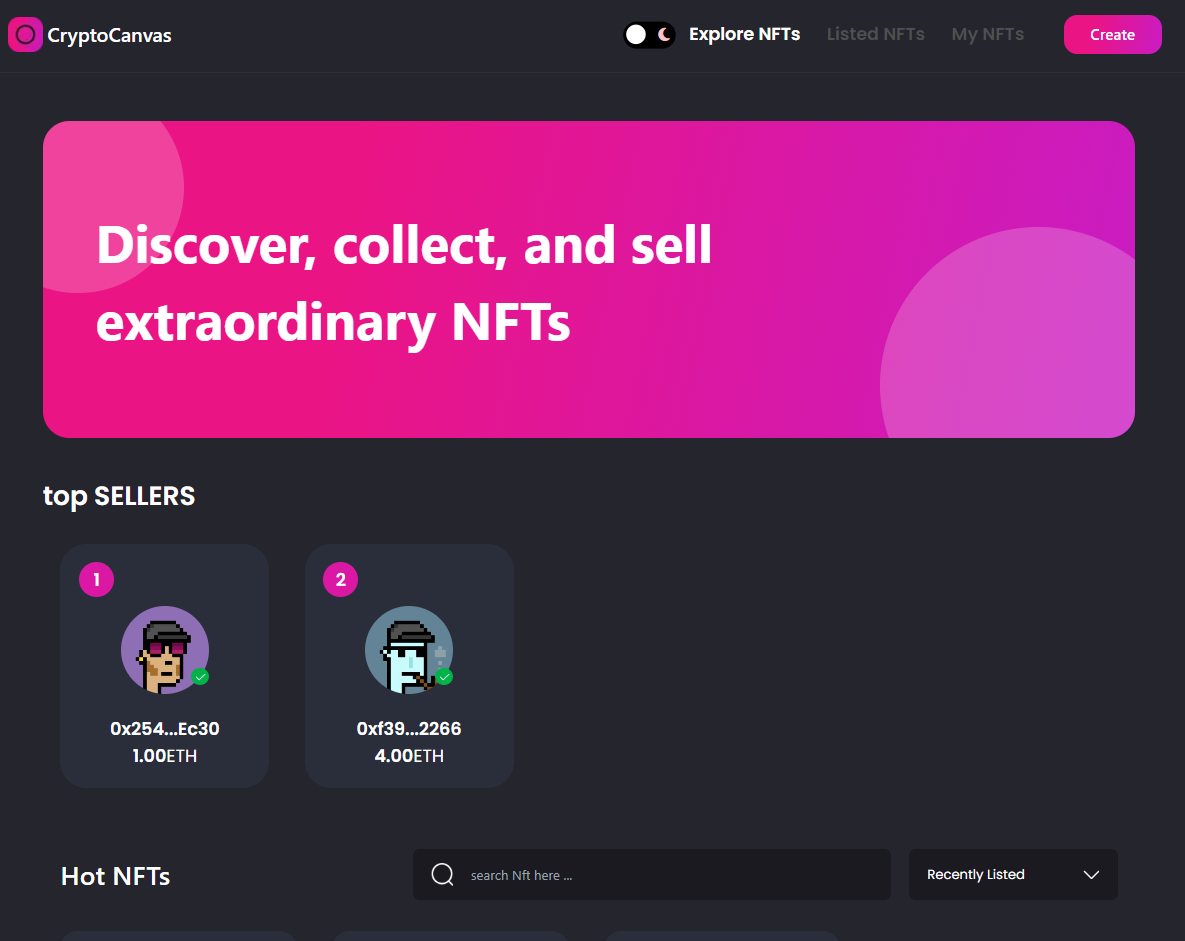 CryptoCanvas
Explore NFTs
Listed NFTs
My NFTs
Create
Discover, collect, and sell
extraordinary NFTs
top SELLERS
1
2
0x254...Ec30
1.00ETH
0xf39...2266
4.00ETH
Hot NFTs
search Nft here ...
Recently Listed